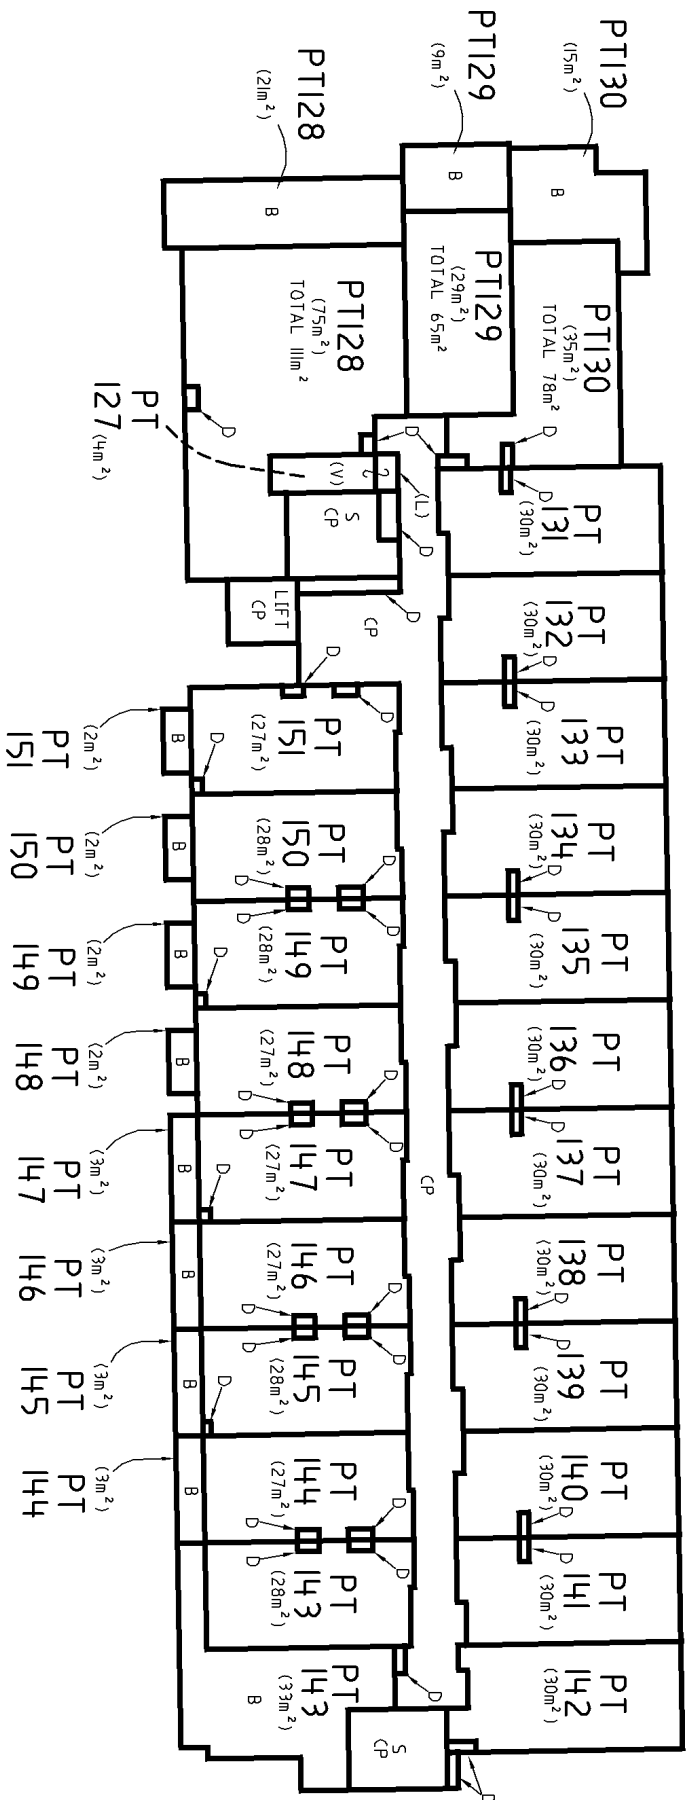 PT130
(15m²)
PT129
(9m²)
PT128
(21m²)
B
B
B
PT130
(35m²)
TOTAL 78m²
PT129
(29m²)
TOTAL 65m²
PT128
(75m²)
TOTAL 111m²
D
D
D
D
D
PT
127 (4m²)
(V)
(L)
S
CP
D
LIFT
CP
CP
D
PT
131
(30m²)
PT
132
(30m²)
D
D
PT
133
(30m²)
PT
134
(30m²)
D
D
PT
135
(30m²)
PT
136
(30m²)
D
D
PT
137
(30m²)
PT
138
(30m²)
D
D
PT
139
(30m²)
PT
140
(30m²)
D
D
PT
141
(30m²)
PT
142
(30m²)
D
CP
D
D
PT
151
(27m²)
D
PT
150
(28m²)
D
D
D
D
PT
149
(28m²)
D
PT
148
(27m²)
D
D
D
D
PT
147
(27m²)
D
PT
146
(27m²)
D
D
D
D
PT
145
(28m²)
D
PT
144
(27m²)
D
D
D
D
PT
143
(28m²)
PT
143
(33m²)
B
D
S
CP
B
(2m²)
PT
151
B
(2m²)
PT
150
B
(2m²)
PT
149
B
(2m²)
PT
148
B
(3m²)
PT
147
B
(3m²)
PT
146
B
(3m²)
PT
145
B
(3m²)
PT
144